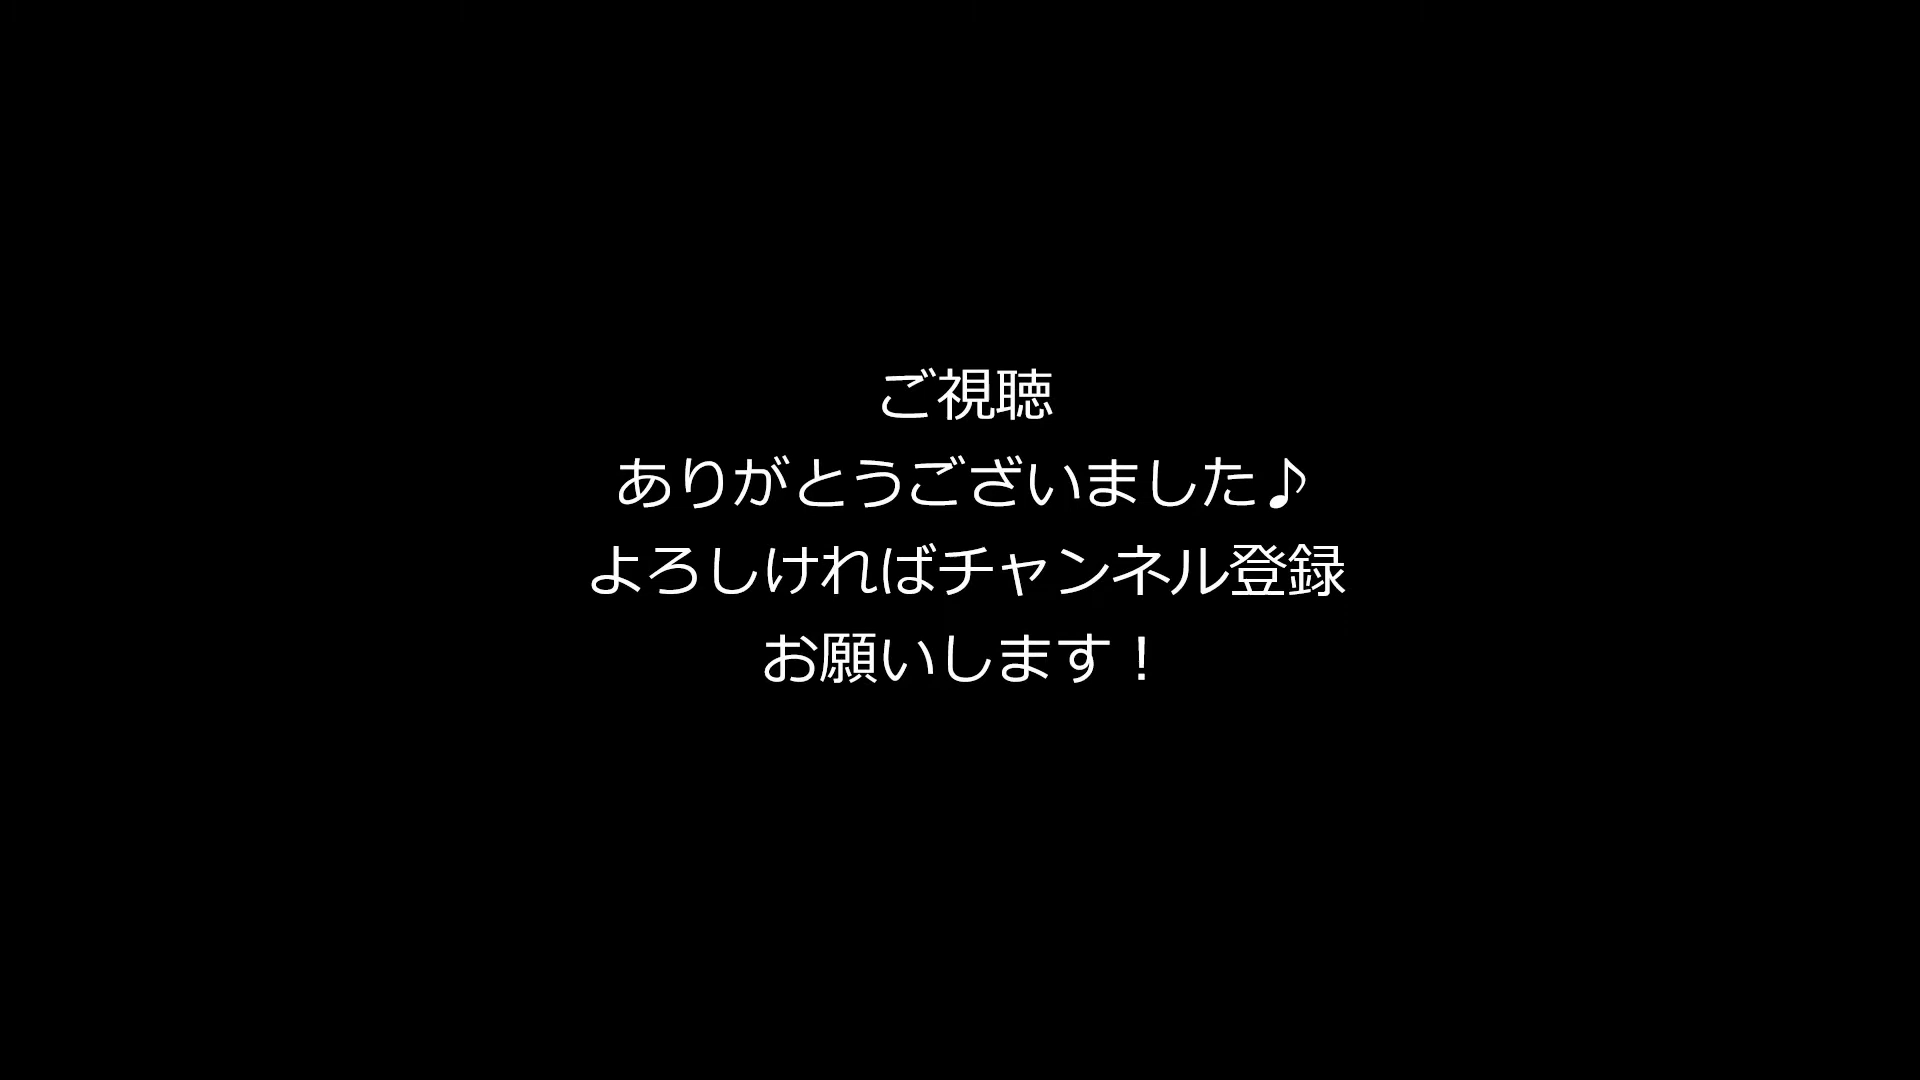 ご視聴
ありがとうございました♪
よろしければチャンネル登録
お願いします！